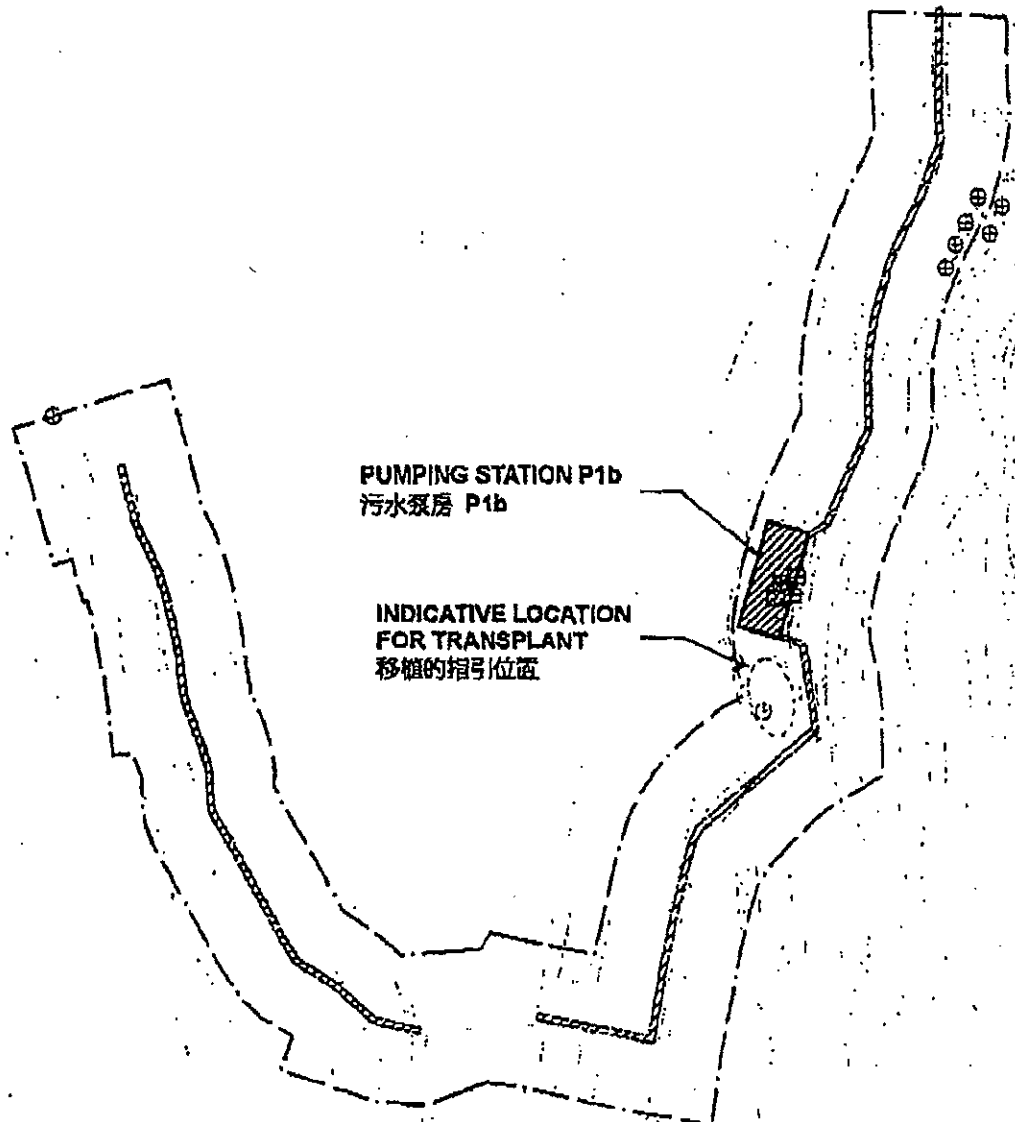 PUMPING STATION P1b
污水泵房 P1b
INDICATIVE LOCATION
FOR TRANSPLANT
移植的指引位置